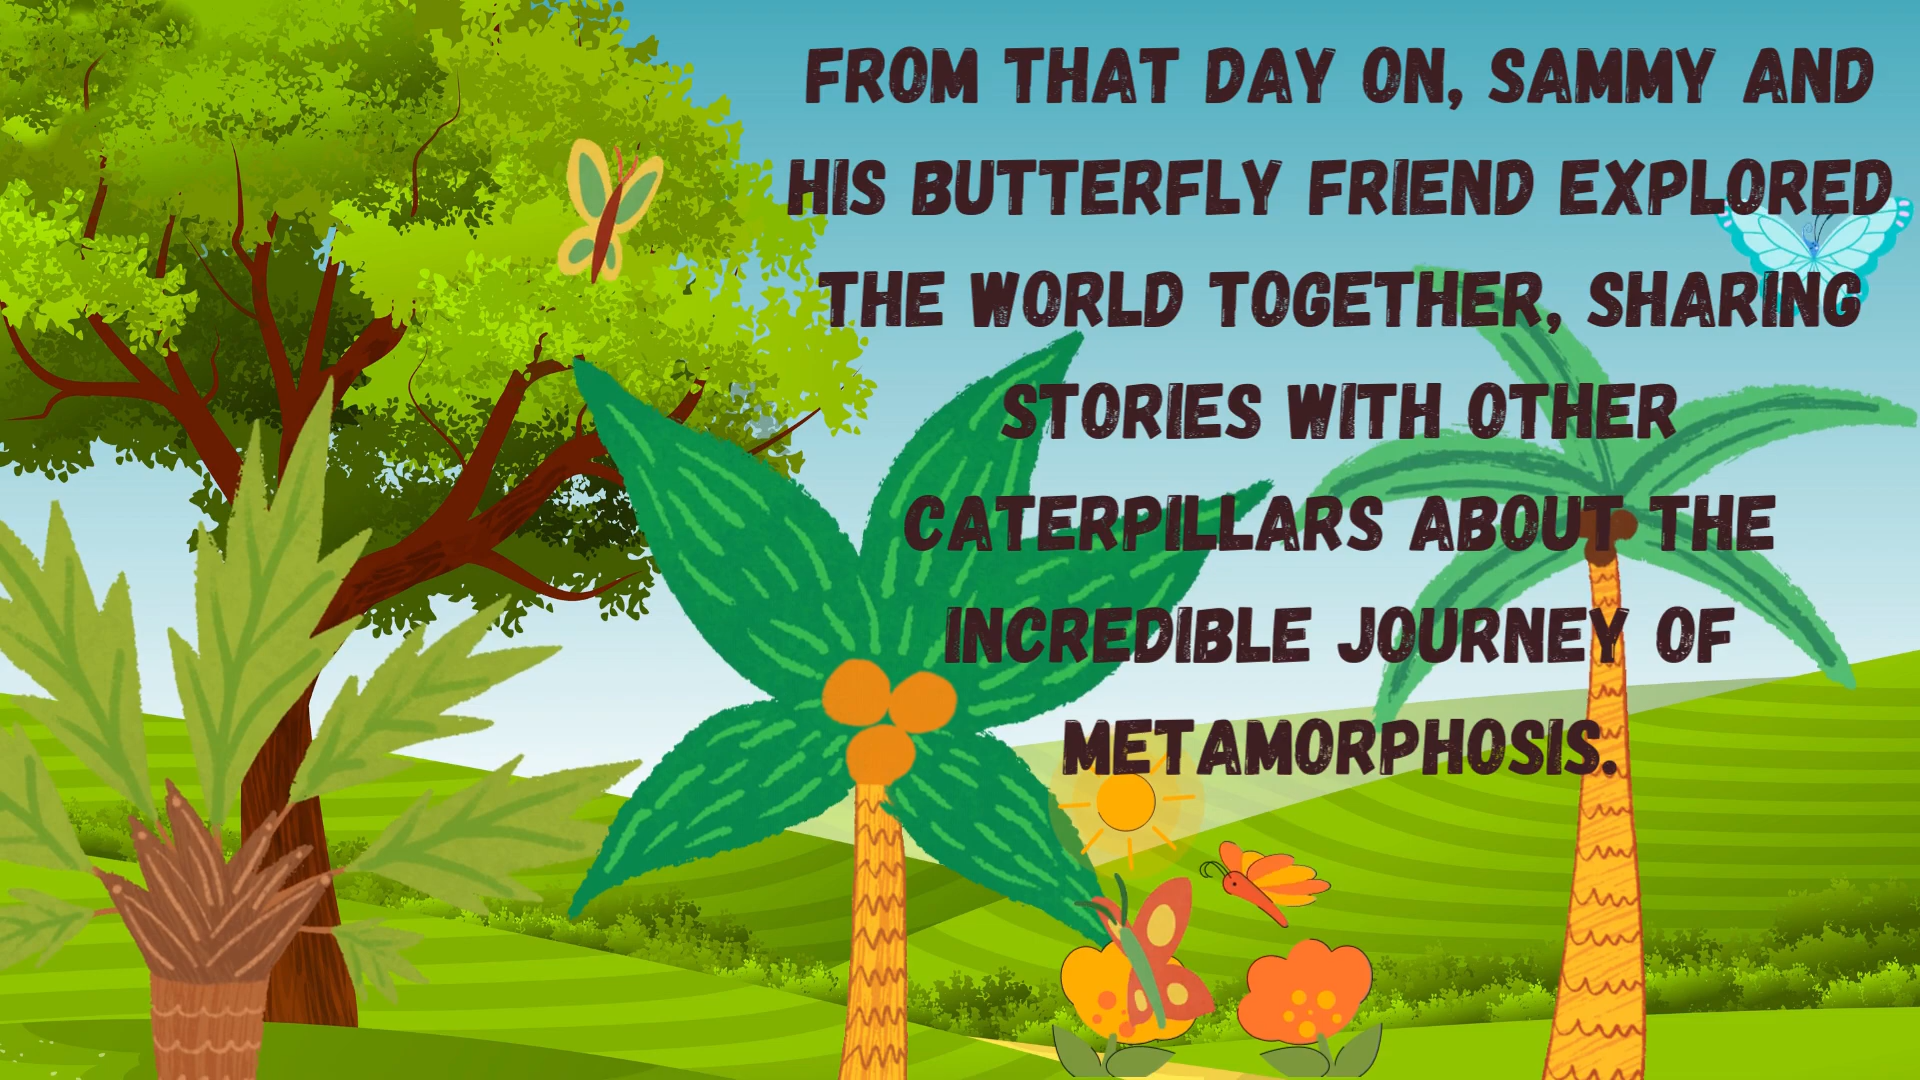 FROM THAT DAY ON, SAMMY AND
HIS BUTTERFLY FRIEND EXPLORED
THE WORLD TOGETHER, SHARING
STORIES WITH OTHER
CATERPILLARS ABOUT THE
INCREDIBLE JOURNEY OF
METAMORPHOSIS.